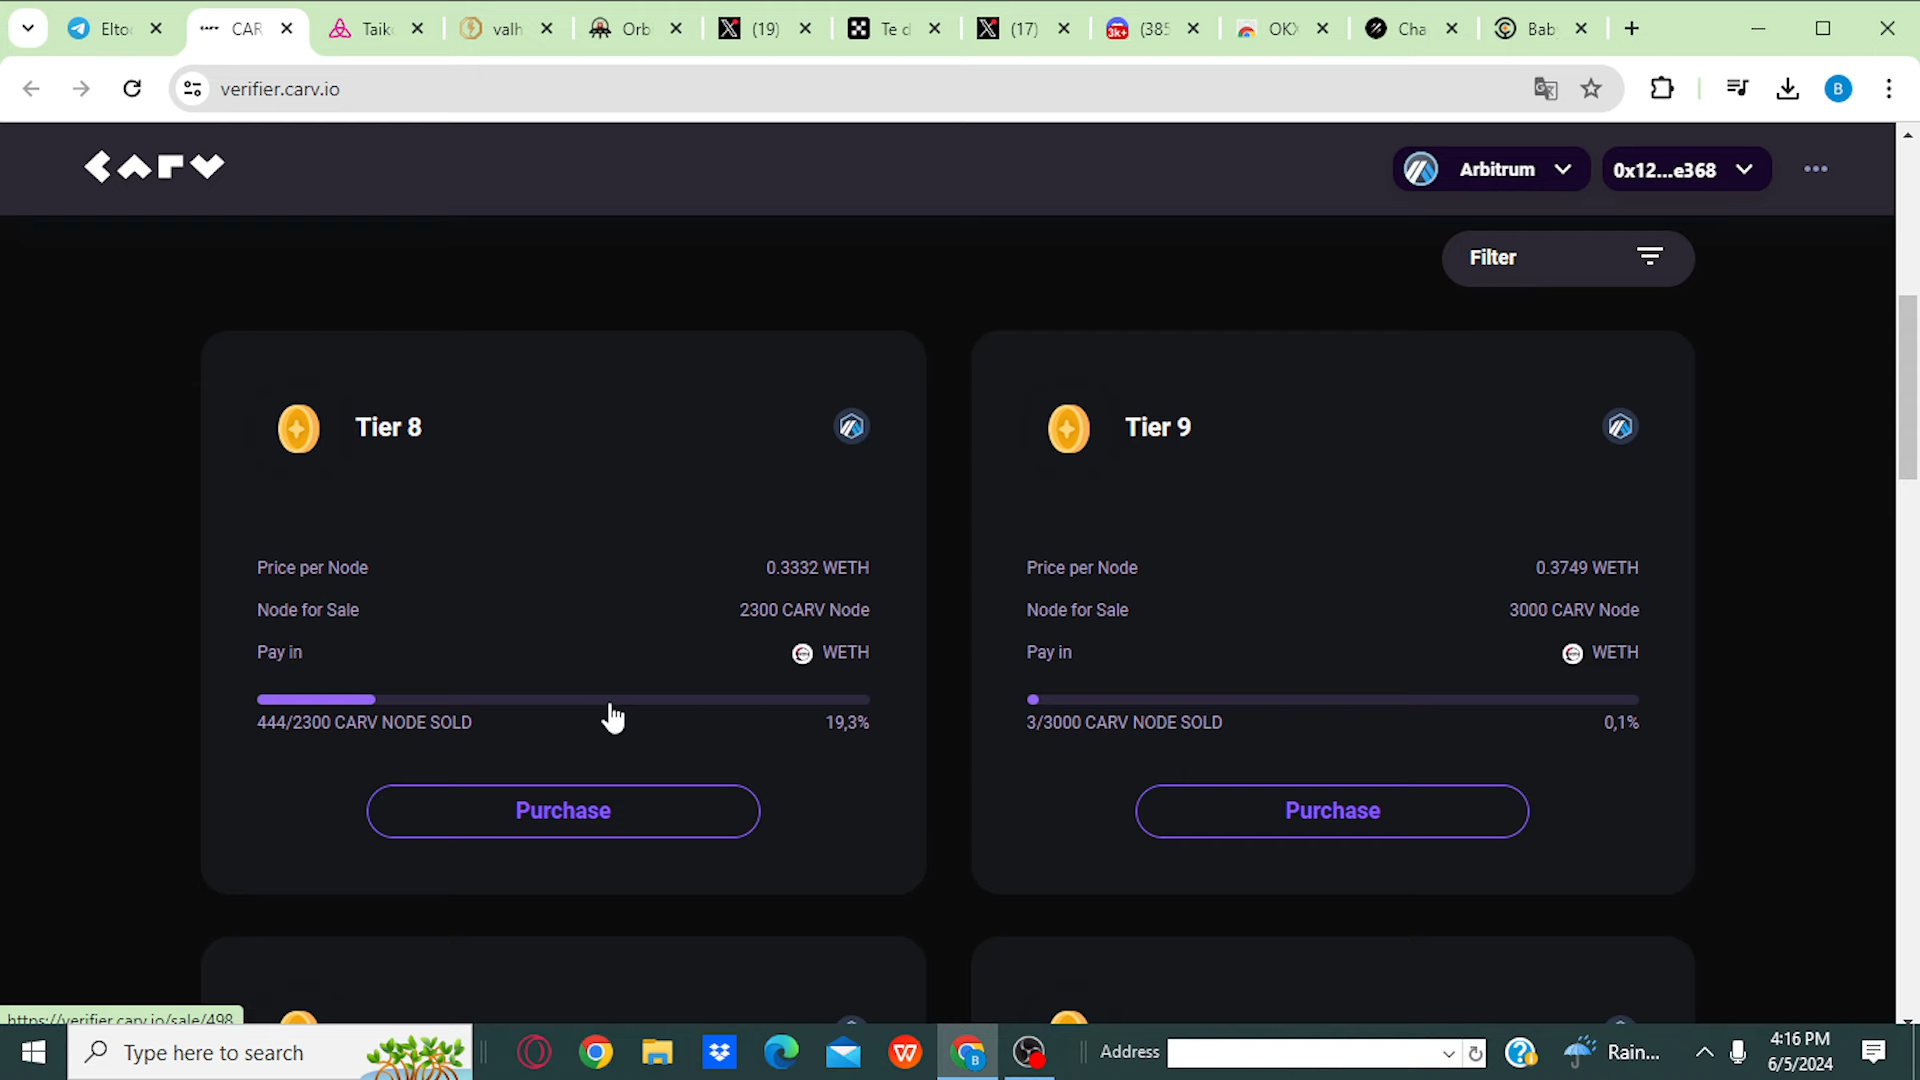 Elto CAR Taik valh Orb (19) Te d (17) 3k+ (385 OKX Cha Bab
verifier.carv.io B
carv Arbitrum 0x12...e368
Filter
Tier 8
Price per Node 0.3332 WETH
Node for Sale 2300 CARV Node
Pay in WETH
444/2300 CARV NODE SOLD 19,3%
Purchase
Tier 9
Price per Node 0.3749 WETH
Node for Sale 3000 CARV Node
Pay in WETH
3/3000 CARV NODE SOLD 0,1%
Purchase
https://verifier.carv.io/sale/498
Type here to search Address Rain... 4:16 PM
6/5/2024